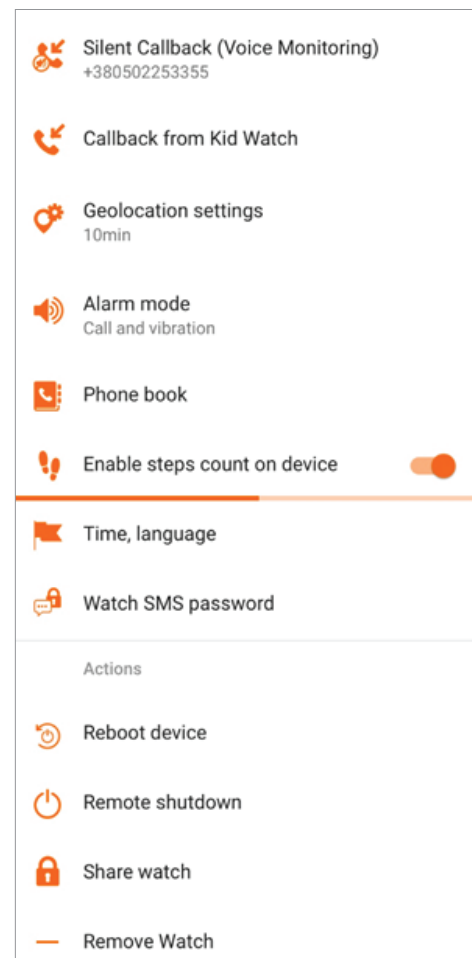 Silent Callback (Voice Monitoring)
+380502253355
Callback from Kid Watch
Geolocation settings
10min
Alarm mode
Call and vibration
Phone book
Enable steps count on device
Time, language
Watch SMS password
Actions
Reboot device
Remote shutdown
Share watch
Remove Watch